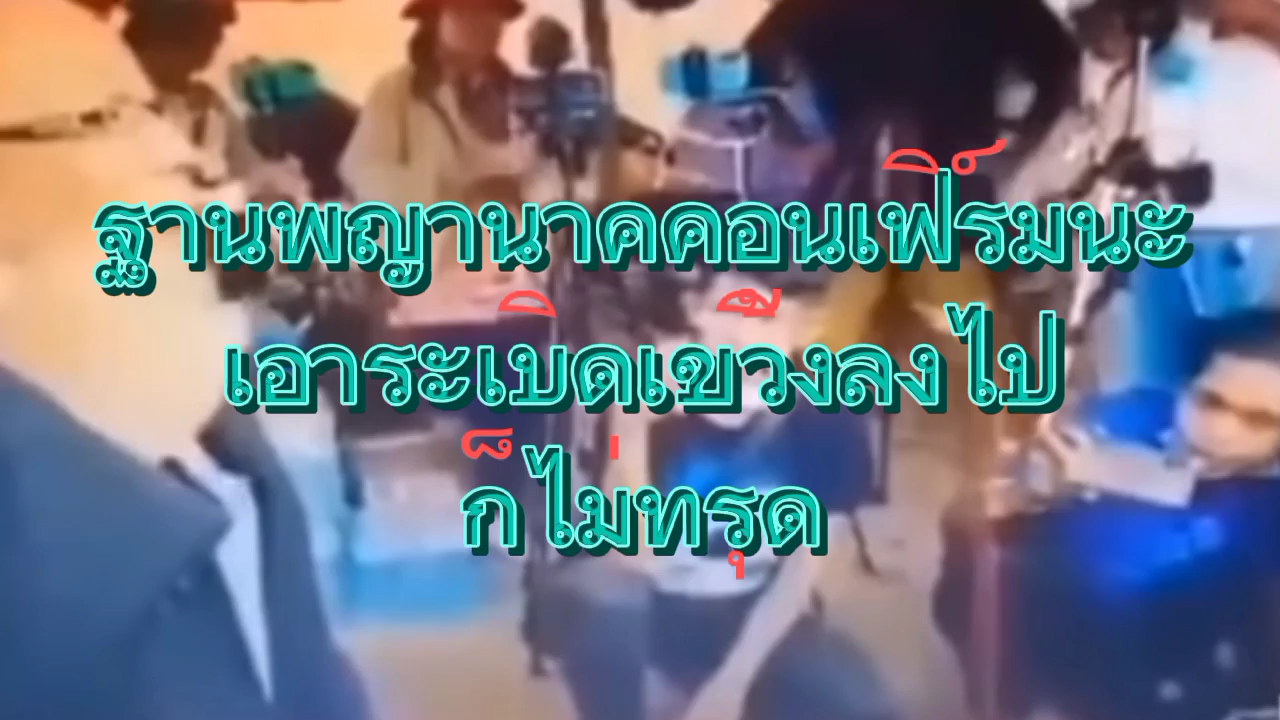 ฐานพญานาคคอนเฟิร์มนะ
เอาระเบิดเขวี้งลงไป
ก็ไม่ทรุด